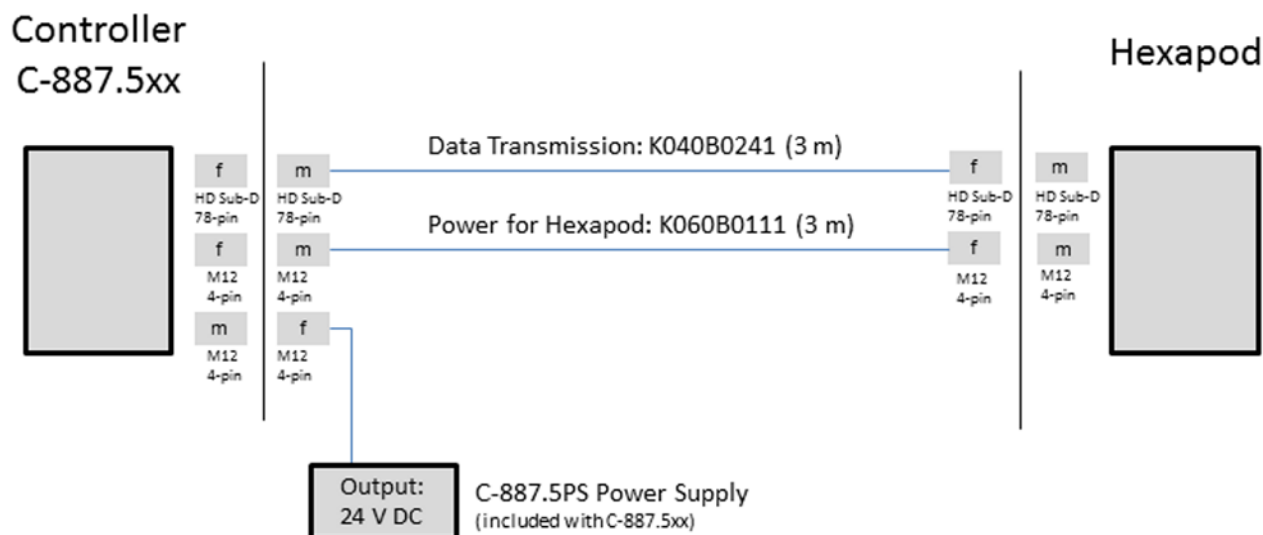 Controller
C-887.5xx
Hexapod
Data Transmission: K040B0241 (3 m)
f
m
f
m
HD Sub-D
78-pin
HD Sub-D
78-pin
HD Sub-D
78-pin
HD Sub-D
78-pin
Power for Hexapod: K060B0111 (3 m)
f
m
f
m
M12
4-pin
M12
4-pin
M12
4-pin
M12
4-pin
m
f
M12
4-pin
M12
4-pin
Output:
24 V DC
C-887.5PS Power Supply
(included with C-887.5xx)